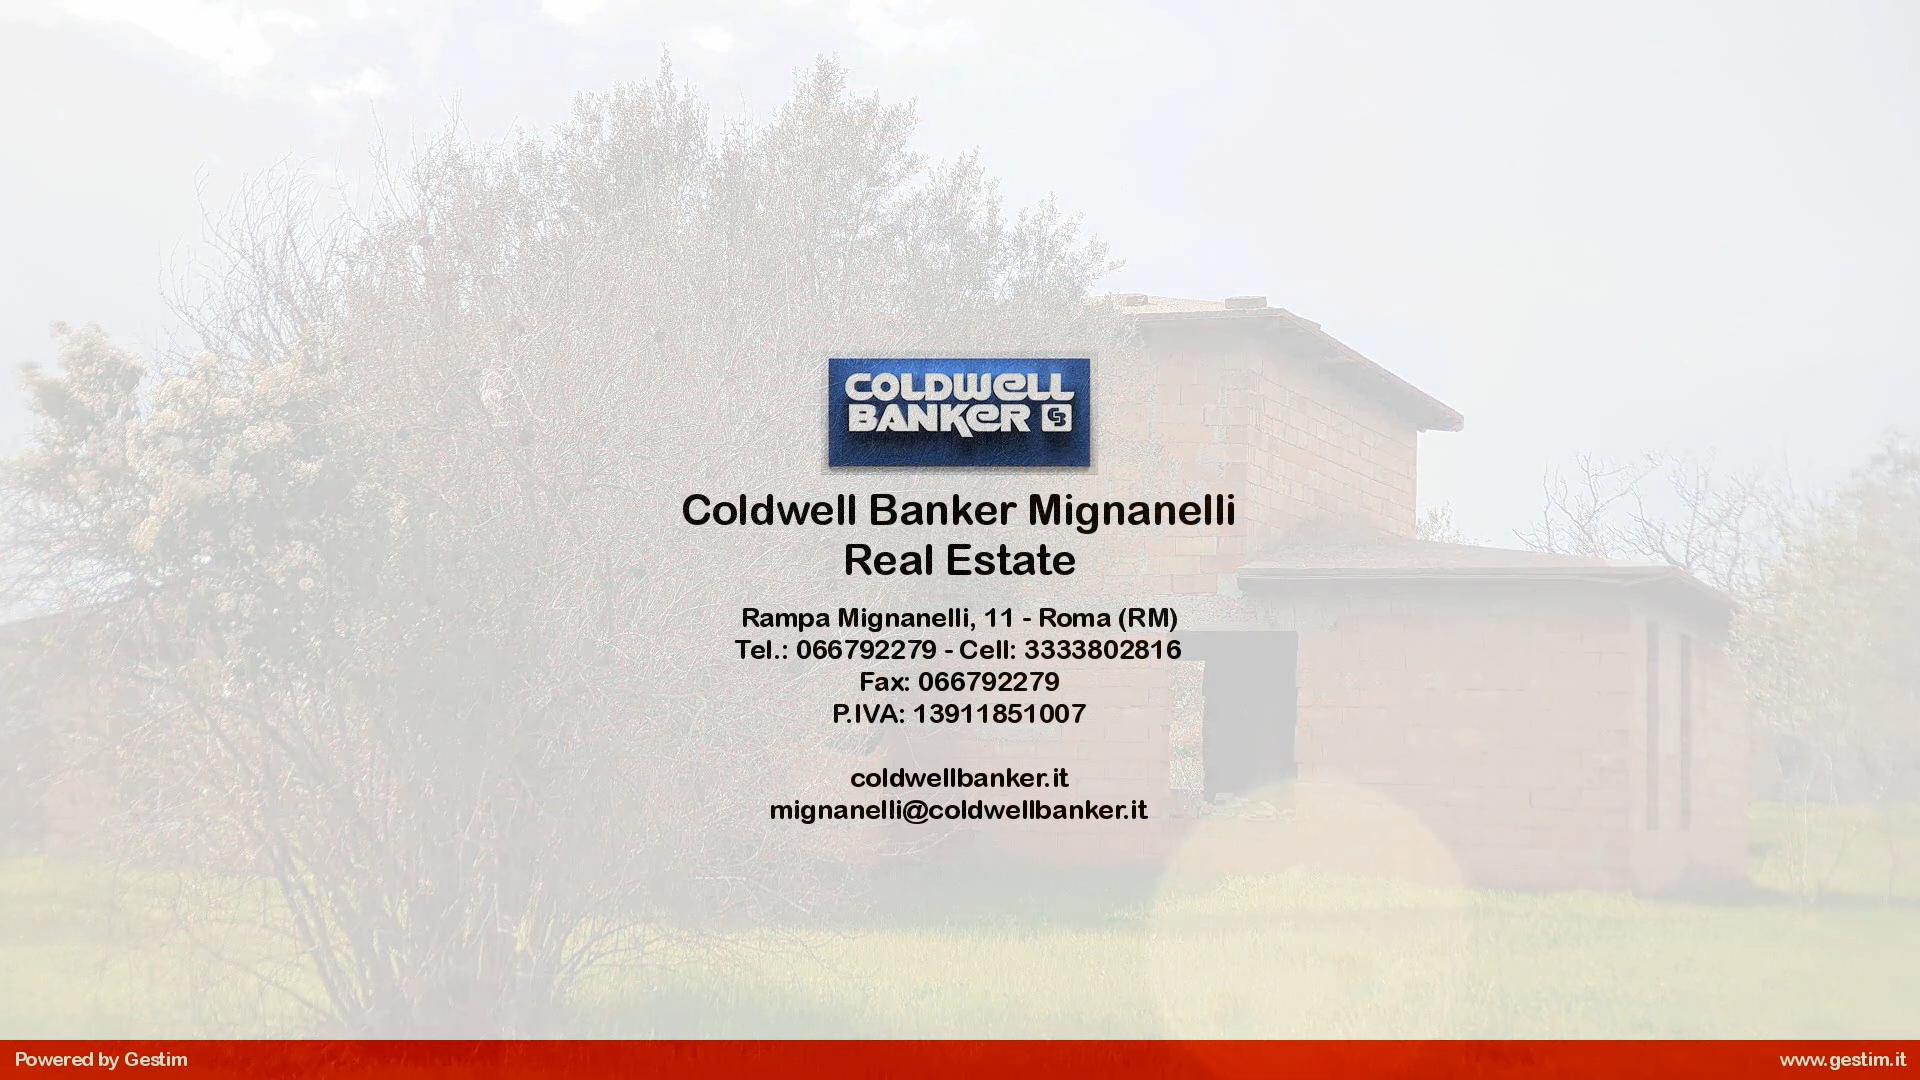 COLDWELL
BANKER CB
Coldwell Banker Mignanelli
Real Estate
Rampa Mignanelli, 11 - Roma (RM)
Tel.: 066792279 - Cell: 3333802816
Fax: 066792279
P.IVA: 13911851007
coldwellbanker.it
mignanelli@coldwellbanker.it
Powered by Gestim
www.gestim.it